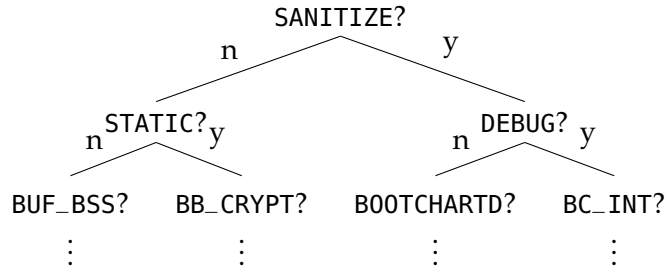 SANITIZE?
n y
STATIC? DEBUG?
n y n y
BUF_BSS? BB_CRYPT? BOOTCHARTD? BC_INT?
⋮ ⋮ ⋮ ⋮